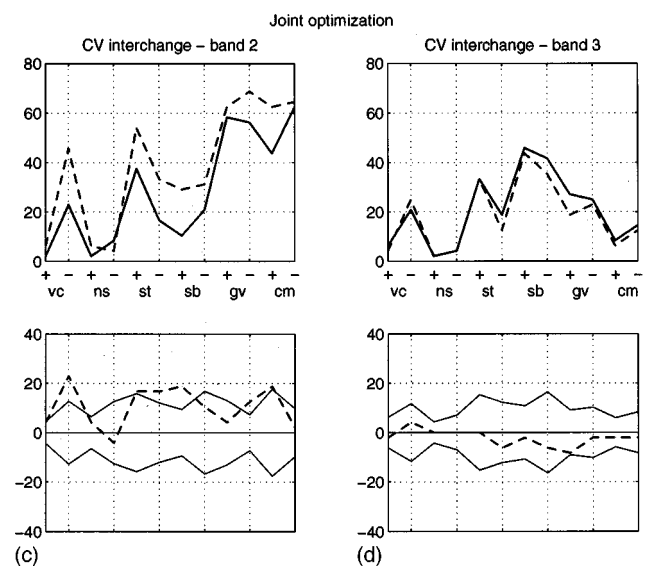 Joint optimization
CV interchange – band 2
80
60
40
20
0
+ – + – + – + – + – + –
vc ns st sb gv cm
40
20
0
−20
−40
(c)
CV interchange – band 3
80
60
40
20
0
+ – + – + – + – + – + –
vc ns st sb gv cm
40
20
0
−20
−40
(d)